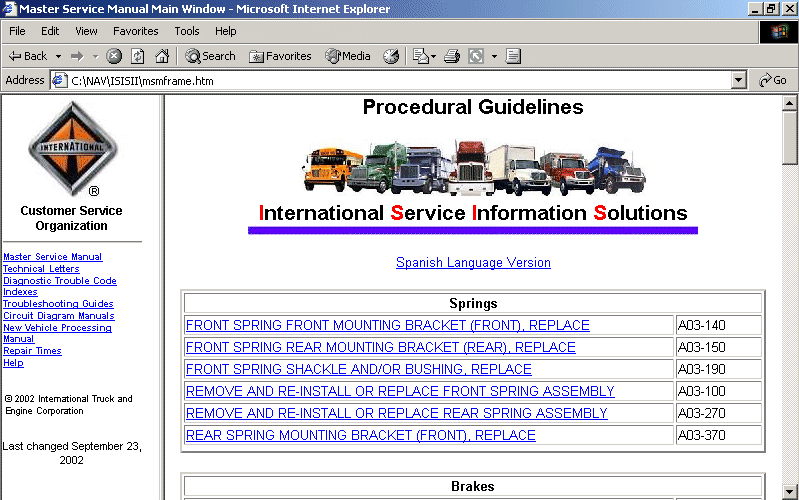 Master Service Manual Main Window - Microsoft Internet Explorer
File Edit View Favorites Tools Help
Back Search Favorites Media
Address C:\NAV\ISISII\msmframe.htm Go
INTERNATIONAL
®
Customer Service
Organization
Master Service Manual
Technical Letters
Diagnostic Trouble Code
Indexes
Troubleshooting Guides
Circuit Diagram Manuals
New Vehicle Processing
Manual
Repair Times
Help
© 2002 International Truck and
Engine Corporation
Last changed September 23,
2002
Procedural Guidelines
International Service Information Solutions
Spanish Language Version
Springs
FRONT SPRING FRONT MOUNTING BRACKET (FRONT), REPLACE A03-140
FRONT SPRING REAR MOUNTING BRACKET (REAR), REPLACE A03-150
FRONT SPRING SHACKLE AND/OR BUSHING, REPLACE A03-190
REMOVE AND RE-INSTALL OR REPLACE FRONT SPRING ASSEMBLY A03-100
REMOVE AND RE-INSTALL OR REPLACE REAR SPRING ASSEMBLY A03-270
REAR SPRING MOUNTING BRACKET (FRONT), REPLACE A03-370
Brakes